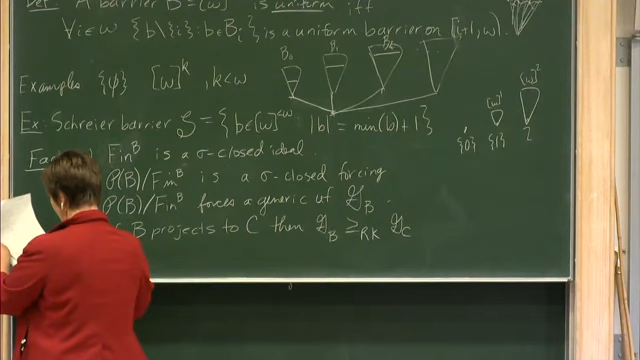 Def: A barrier B ⊆ [ω] is uniform iff
∀i∈ω {b\{i}: b∈B_i} is a uniform barrier on [i+1, ω).
B_0 B_1 B_k
Examples {φ} [ω]^k , k<ω
Ex: Schreier barrier S = {b∈[ω]^{<ω} |b| = min(b)+1}
{0} {1} 2
[ω]^1 [ω]^2
Fin^B is a σ-closed ideal.
P(B)/Fin^B is a σ-closed forcing
P(B)/Fin^B forces a generic uf 𝒢_B.
B projects to C then 𝒢_B ≥_RK 𝒢_C